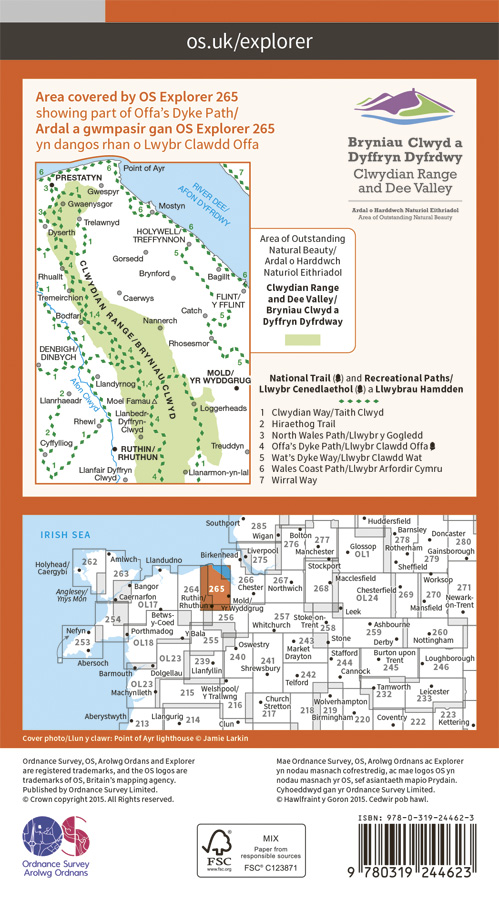 os.uk/explorer
Area covered by OS Explorer 265
showing part of Offa's Dyke Path/
Ardal a gwmpasir gan OS Explorer 265
yn dangos rhan o Lwybr Clawdd Offa
Bryniau Clwyd a
Dyffryn Dyfrdwy
Clwydian Range
and Dee Valley
Ardal o Harddwch Naturiol Eithriadol
Area of Outstanding Natural Beauty
Point of Ayr
PRESTATYN
Gwespyr
RIVER DEE/
AFON DYFRDWY
Gwaenysgor
Mostyn
Trelawnyd
Dyserth
HOLYWELL/
TREFFYNNON
Gorsedd
Rhuallt
Brynford
Bagillt
Tremeirchion
Caerwys
FLINT/
Y FFLINT
Bodfari
Catch
Nannerch
Rhosesmor
DENBIGH/
DINBYCH
CLWYDIAN RANGE/BRYNIAU CLWYD
MOLD/
YR WYDDGRUG
Afon Clwyd
Llandyrnog
Llanrhaeadr
Moel Famau
Loggerheads
Rhewl
Llanbedr-
Dyffryn-
Clwyd
Cyffylliog
Treuddyn
RUTHIN/
RHUTHUN
Llanfair Dyffryn
Clwyd
Llanarmon-yn-Ial
Area of Outstanding
Natural Beauty/
Ardal o Harddwch
Naturiol Eithriadol
Clwydian Range
and Dee Valley/
Bryniau Clwyd a
Dyffryn Dyfrdwy
National Trail () and Recreational Paths/
Llwybr Cenedlaethol () a Llwybrau Hamdden
1 Clwydian Way/Taith Clwyd
2 Hiraethog Trail
3 North Wales Path/Llwybr y Gogledd
4 Offa's Dyke Path/Llwybr Clawdd Offa
5 Wat's Dyke Way/Llwybr Clawdd Wat
6 Wales Coast Path/Llwybr Arfordir Cymru
7 Wirral Way
IRISH SEA
Southport
285
Huddersfield
Wigan
Bolton
276
277
278
Barnsley
Doncaster
280
Holyhead/
Caergybi
262
Amlwch
Llandudno
Birkenhead
Liverpool
275
Manchester
Glossop
OL1
Rotherham
279
Gainsborough
Sheffield
263
Anglesey/
Ynys Môn
Bangor
264
265
266
Chester
267
Northwich
Stockport
268
Macclesfield
Chesterfield
OL24
269
Worksop
270
Mansfield
271
Newark-
on-Trent
Caernarfon
OL17
Ruthin/
Rhuthun
Mold/
Yr Wyddgrug
Leek
254
Betws-
y-Coed
256
257
Whitchurch
Stoke-on-
Trent
258
Ashbourne
259
Derby
260
Nottingham
Nefyn
253
Porthmadog
OL18
Y Bala
255
Stone
Abersoch
OL23
Oswestry
240
243
Market
Drayton
Stafford
244
Burton upon
Trent
245
Loughborough
246
Barmouth
Dolgellau
239
Llanfyllin
241
Shrewsbury
242
Telford
Cannock
OL23
Machynlleth
215
Welshpool/
Y Trallwng
216
Church
Stretton
217
Wolverhampton
218
219
Birmingham
220
Tamworth
232
Leicester
233
Aberystwyth
213
Llangurig
214
Clun
Coventry
221
222
223
Kettering
Cover photo/Llun y clawr: Point of Ayr lighthouse © Jamie Larkin
Ordnance Survey, OS, Arolwg Ordans and Explorer
are registered trademarks, and the OS logos are
trademarks of OS, Britain's mapping agency.
Published by Ordnance Survey Limited.
© Crown copyright 2015. All Rights reserved.
Mae Ordnance Survey, OS, Arolwg Ordnans ac Explorer
yn nodau masnach cofrestredig, ac mae logos OS yn
nodau masnach yr OS, sef asiantaeth mapio Prydain.
Cyhoeddwyd gan yr Ordnance Survey Limited.
© Hawlfraint y Goron 2015. Cedwir pob hawl.
Ordnance Survey
Arolwg Ordnans
FSC
www.fsc.org
MIX
Paper from
responsible sources
FSC® C123871
ISBN: 978-0-319-24462-3
9 780319 244623